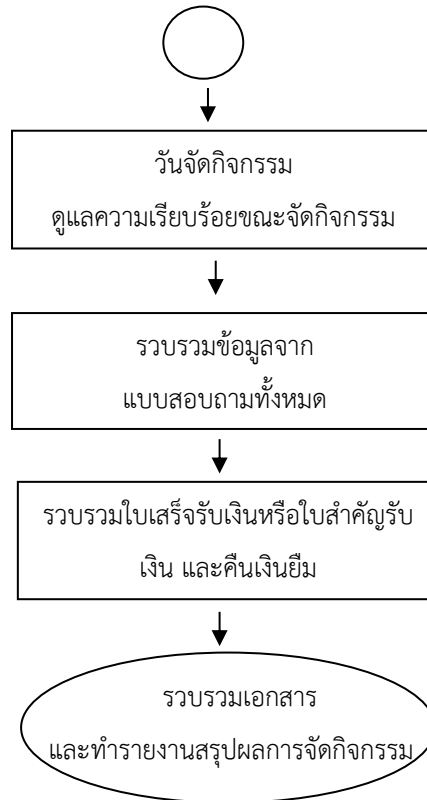 วันจัดกิจกรรม
ดูแลความเรียบร้อยขณะจัดกิจกรรม
รวบรวมข้อมูลจาก
แบบสอบถามทั้งหมด
รวบรวมใบเสร็จรับเงินหรือใบสำคัญรับ
เงิน และคืนเงินยืม
รวบรวมเอกสาร
และทำรายงานสรุปผลการจัดกิจกรรม